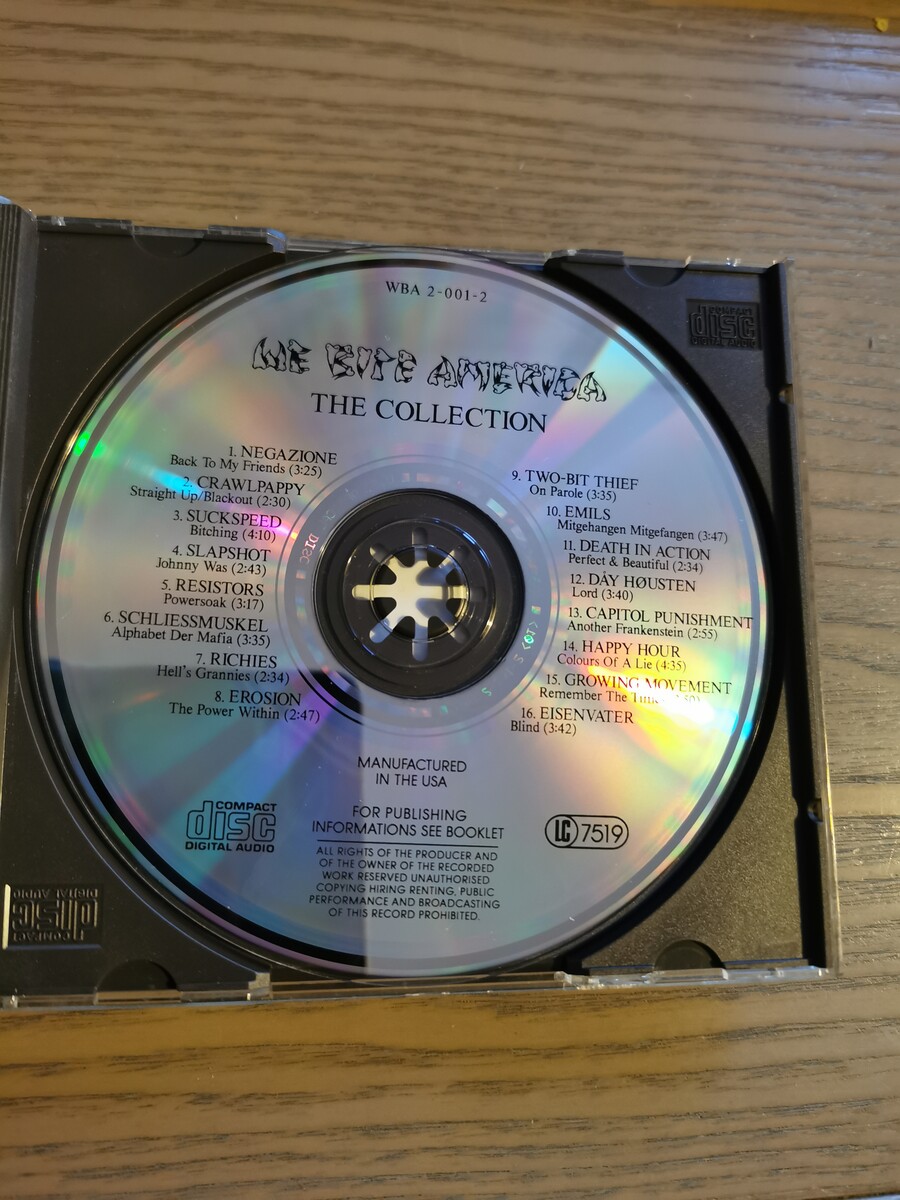 WBA 2-001-2
WE BITE AMERICA
THE COLLECTION
1. NEGAZIONE
Back To My Friends (3:25)
2. CRAWLPAPPY
Straight Up/Blackout (2:30)
3. SUCKSPEED
Bitching (4:10)
4. SLAPSHOT
Johnny Was (2:43)
5. RESISTORS
Powersoak (3:17)
6. SCHLIESSMUSKEL
Alphabet Der Mafia (3:35)
7. RICHIES
Hell's Grannies (2:34)
8. EROSION
The Power Within (2:47)
9. TWO-BIT THIEF
On Parole (3:35)
10. EMILS
Mitgehangen Mitgefangen (3:47)
11. DEATH IN ACTION
Perfect & Beautiful (2:34)
12. DÁY HØUSTEN
Lord (3:40)
13. CAPITOL PUNISHMENT
Another Frankenstein (2:55)
14. HAPPY HOUR
Colours Of A Lie (4:35)
15. GROWING MOVEMENT
Remember The
16. EISENVATER
Blind (3:42)
MANUFACTURED
IN THE USA
FOR PUBLISHING
INFORMATIONS SEE BOOKLET
ALL RIGHTS OF THE PRODUCER AND
OF THE OWNER OF THE RECORDED
WORK RESERVED UNAUTHORISED
COPYING HIRING RENTING, PUBLIC
PERFORMANCE AND BROADCASTING
OF THIS RECORD PROHIBITED.
COMPACT
disc
DIGITAL AUDIO
LC 7519
COMPACT
disc
DIGITAL AUDIO
COMPACT
disc
DIGITAL AUDIO